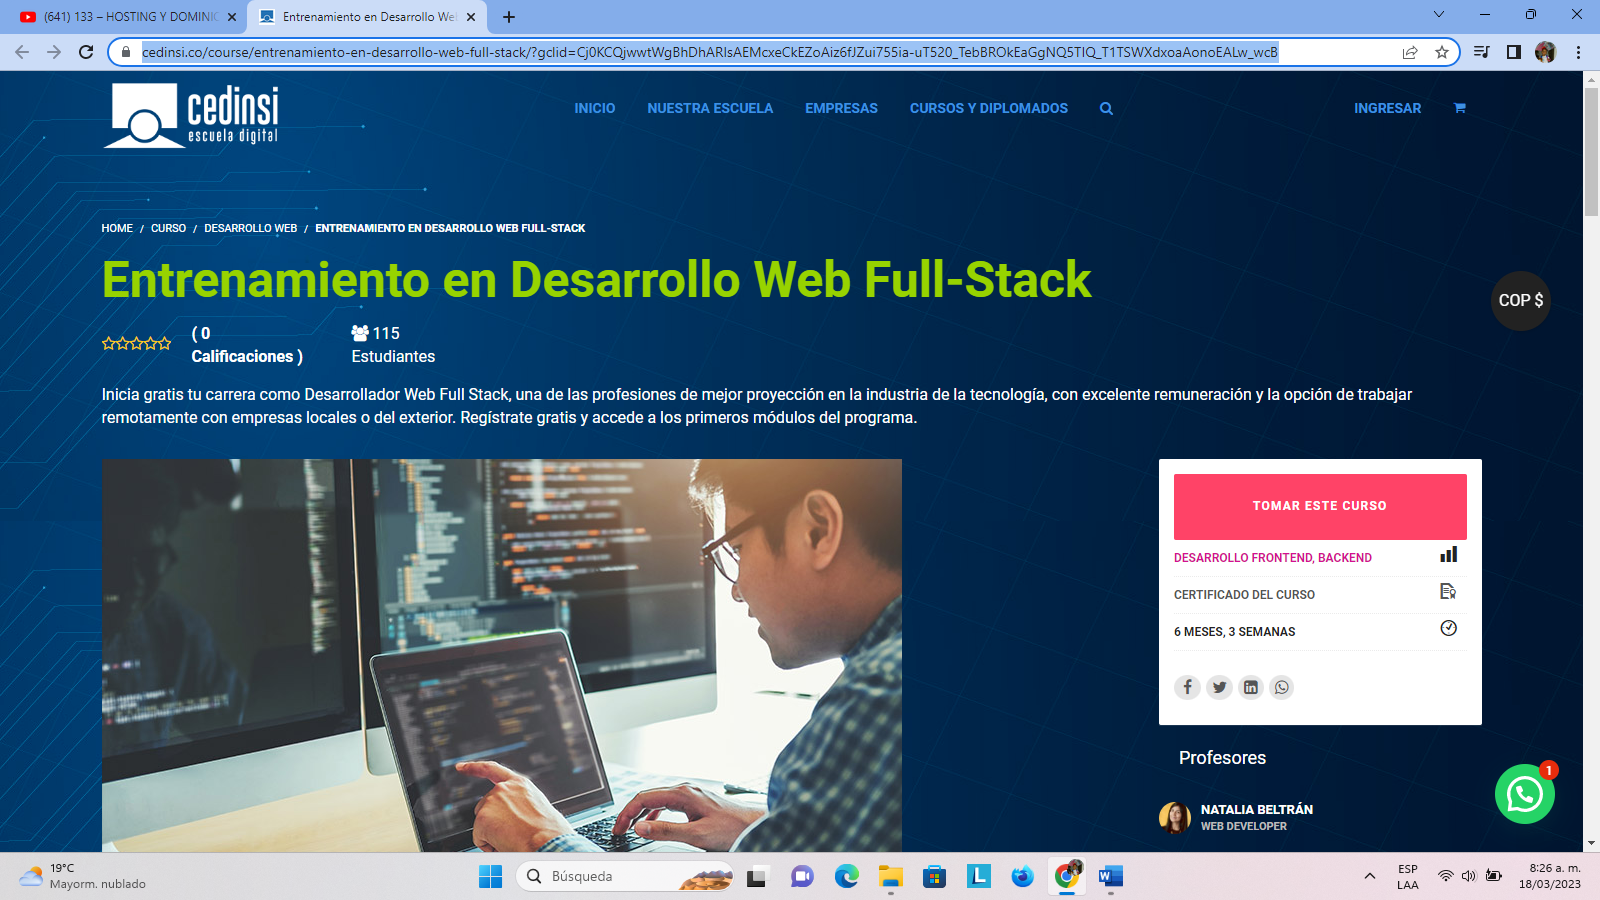 (641) 133 – HOSTING Y DOMINIC
Entrenamiento en Desarrollo We
cedinsi.co/course/entrenamiento-en-desarrollo-web-full-stack/?gclid=Cj0KCQjwwtWgBhDhARIsAEMcxeCkEZoAiz6fJZui755ia-uT520_TebBROkEaGgNQ5TIQ_T1TSWXdxoaAonoEALw_wcB
cedinsi
escuela digital
INICIO
NUESTRA ESCUELA
EMPRESAS
CURSOS Y DIPLOMADOS
INGRESAR
HOME / CURSO / DESARROLLO WEB / ENTRENAMIENTO EN DESARROLLO WEB FULL-STACK
Entrenamiento en Desarrollo Web Full-Stack
COP $
( 0
Calificaciones )
115
Estudiantes
Inicia gratis tu carrera como Desarrollador Web Full Stack, una de las profesiones de mejor proyección en la industria de la tecnología, con excelente remuneración y la opción de trabajar
remotamente con empresas locales o del exterior. Regístrate gratis y accede a los primeros módulos del programa.
TOMAR ESTE CURSO
DESARROLLO FRONTEND, BACKEND
CERTIFICADO DEL CURSO
6 MESES, 3 SEMANAS
Profesores
NATALIA BELTRÁN
WEB DEVELOPER
1
19°C
Mayorm. nublado
Búsqueda
ESP
LAA
8:26 a. m.
18/03/2023